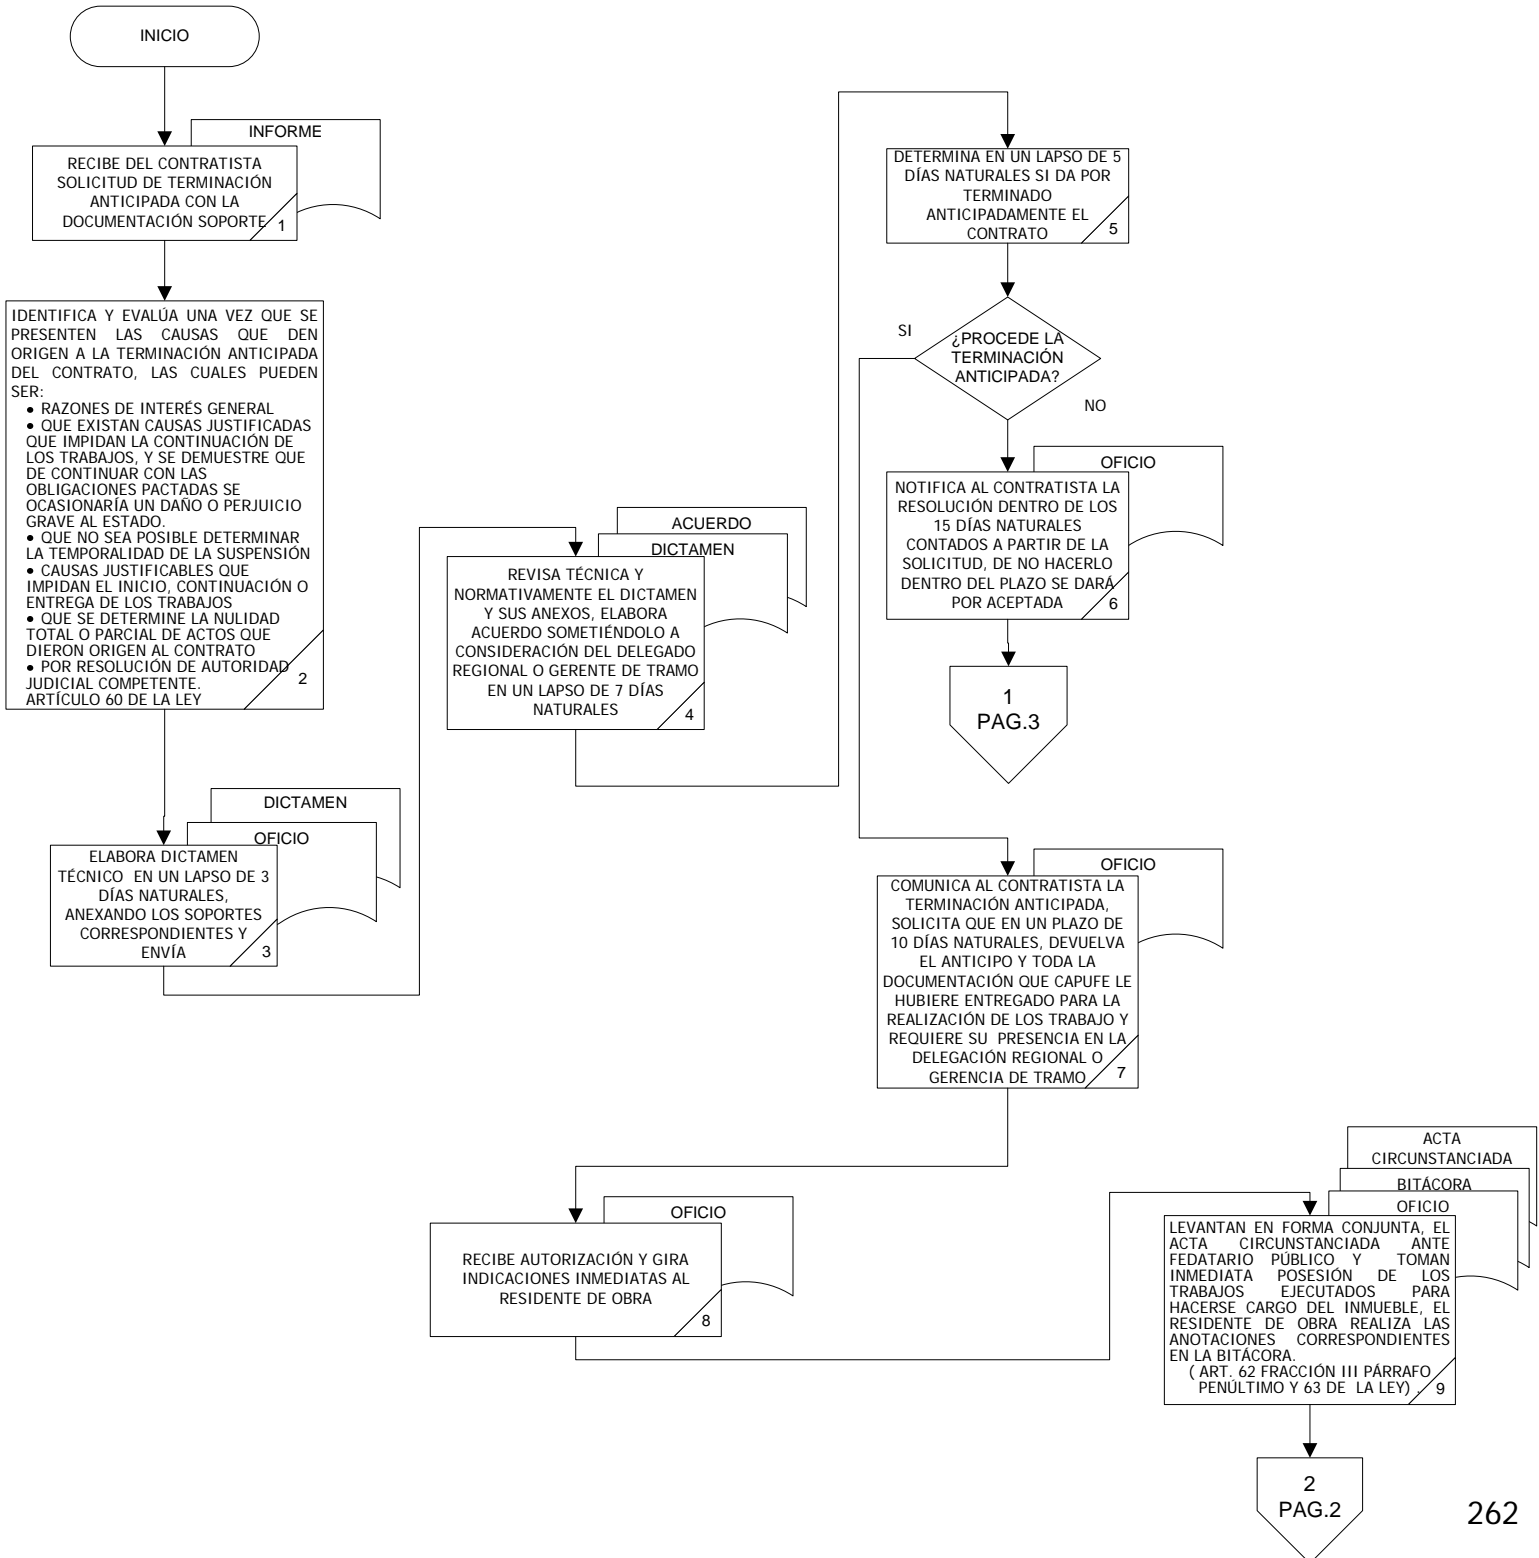 INICIO
INFORME
RECIBE DEL CONTRATISTA
SOLICITUD DE TERMINACIÓN
ANTICIPADA CON LA
DOCUMENTACIÓN SOPORTE
1
IDENTIFICA Y EVALÚA UNA VEZ QUE SE
PRESENTEN LAS CAUSAS QUE DEN
ORIGEN A LA TERMINACIÓN ANTICIPADA
DEL CONTRATO, LAS CUALES PUEDEN
SER:
• RAZONES DE INTERÉS GENERAL
• QUE EXISTAN CAUSAS JUSTIFICADAS
QUE IMPIDAN LA CONTINUACIÓN DE
LOS TRABAJOS, Y SE DEMUESTRE QUE
DE CONTINUAR CON LAS
OBLIGACIONES PACTADAS SE
OCASIONARÍA UN DAÑO O PERJUICIO
GRAVE AL ESTADO.
• QUE NO SEA POSIBLE DETERMINAR
LA TEMPORALIDAD DE LA SUSPENSIÓN
• CAUSAS JUSTIFICABLES QUE
IMPIDAN EL INICIO, CONTINUACIÓN O
ENTREGA DE LOS TRABAJOS
• QUE SE DETERMINE LA NULIDAD
TOTAL O PARCIAL DE ACTOS QUE
DIERON ORIGEN AL CONTRATO
• POR RESOLUCIÓN DE AUTORIDAD
JUDICIAL COMPETENTE.
ARTÍCULO 60 DE LA LEY
2
DICTAMEN
OFICIO
ELABORA DICTAMEN
TÉCNICO EN UN LAPSO DE 3
DÍAS NATURALES,
ANEXANDO LOS SOPORTES
CORRESPONDIENTES Y
ENVÍA
3
ACUERDO
DICTAMEN
REVISA TÉCNICA Y
NORMATIVAMENTE EL DICTAMEN
Y SUS ANEXOS, ELABORA
ACUERDO SOMETIÉNDOLO A
CONSIDERACIÓN DEL DELEGADO
REGIONAL O GERENTE DE TRAMO
EN UN LAPSO DE 7 DÍAS
NATURALES
4
DETERMINA EN UN LAPSO DE 5
DÍAS NATURALES SI DA POR
TERMINADO
ANTICIPADAMENTE EL
CONTRATO
5
SI
¿PROCEDE LA
TERMINACIÓN
ANTICIPADA?
NO
OFICIO
NOTIFICA AL CONTRATISTA LA
RESOLUCIÓN DENTRO DE LOS
15 DÍAS NATURALES
CONTADOS A PARTIR DE LA
SOLICITUD, DE NO HACERLO
DENTRO DEL PLAZO SE DARÁ
POR ACEPTADA
6
1
PAG.3
OFICIO
COMUNICA AL CONTRATISTA LA
TERMINACIÓN ANTICIPADA,
SOLICITA QUE EN UN PLAZO DE
10 DÍAS NATURALES, DEVUELVA
EL ANTICIPO Y TODA LA
DOCUMENTACIÓN QUE CAPUFE LE
HUBIERE ENTREGADO PARA LA
REALIZACIÓN DE LOS TRABAJO Y
REQUIERE SU PRESENCIA EN LA
DELEGACIÓN REGIONAL O
GERENCIA DE TRAMO
7
OFICIO
RECIBE AUTORIZACIÓN Y GIRA
INDICACIONES INMEDIATAS AL
RESIDENTE DE OBRA
8
ACTA
CIRCUNSTANCIADA
BITÁCORA
OFICIO
LEVANTAN EN FORMA CONJUNTA, EL
ACTA CIRCUNSTANCIADA ANTE
FEDATARIO PÚBLICO Y TOMAN
INMEDIATA POSESIÓN DE LOS
TRABAJOS EJECUTADOS PARA
HACERSE CARGO DEL INMUEBLE, EL
RESIDENTE DE OBRA REALIZA LAS
ANOTACIONES CORRESPONDIENTES
EN LA BITÁCORA.
( ART. 62 FRACCIÓN III PÁRRAFO
PENÚLTIMO Y 63 DE LA LEY) .
9
2
PAG.2
262